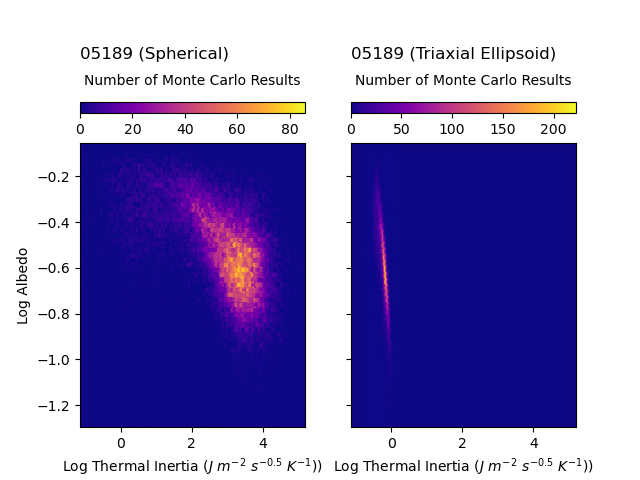 05189 (Spherical)
05189 (Triaxial Ellipsoid)
Number of Monte Carlo Results
Number of Monte Carlo Results
0 20 40 60 80
0 50 100 150 200
−0.2
−0.4
−0.6
−0.8
−1.0
−1.2
Log Albedo
0 2 4
0 2 4
Log Thermal Inertia (J m⁻² s⁻⁰·⁵ K⁻¹))
Log Thermal Inertia (J m⁻² s⁻⁰·⁵ K⁻¹))